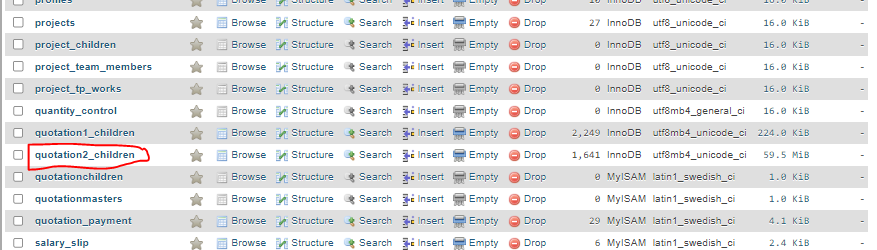 profiles Browse Structure Search Insert Empty Drop 10 InnoDB utf8_unicode_ci 16.0 KiB -
projects Browse Structure Search Insert Empty Drop 27 InnoDB utf8_unicode_ci 16.0 KiB -
project_children Browse Structure Search Insert Empty Drop 0 InnoDB utf8_unicode_ci 16.0 KiB -
project_team_members Browse Structure Search Insert Empty Drop 0 InnoDB utf8_unicode_ci 16.0 KiB -
project_tp_works Browse Structure Search Insert Empty Drop 0 InnoDB utf8_unicode_ci 16.0 KiB -
quantity_control Browse Structure Search Insert Empty Drop 0 InnoDB utf8mb4_general_ci 16.0 KiB -
quotation1_children Browse Structure Search Insert Empty Drop 2,249 InnoDB utf8mb4_unicode_ci 224.0 KiB -
quotation2_children Browse Structure Search Insert Empty Drop 1,641 InnoDB utf8mb4_unicode_ci 59.5 MiB -
quotationchildren Browse Structure Search Insert Empty Drop 0 MyISAM latin1_swedish_ci 1.0 KiB -
quotationmasters Browse Structure Search Insert Empty Drop 0 MyISAM latin1_swedish_ci 1.0 KiB -
quotation_payment Browse Structure Search Insert Empty Drop 29 MyISAM latin1_swedish_ci 4.1 KiB -
salary_slip Browse Structure Search Insert Empty Drop 6 MyISAM latin1_swedish_ci 2.4 KiB -